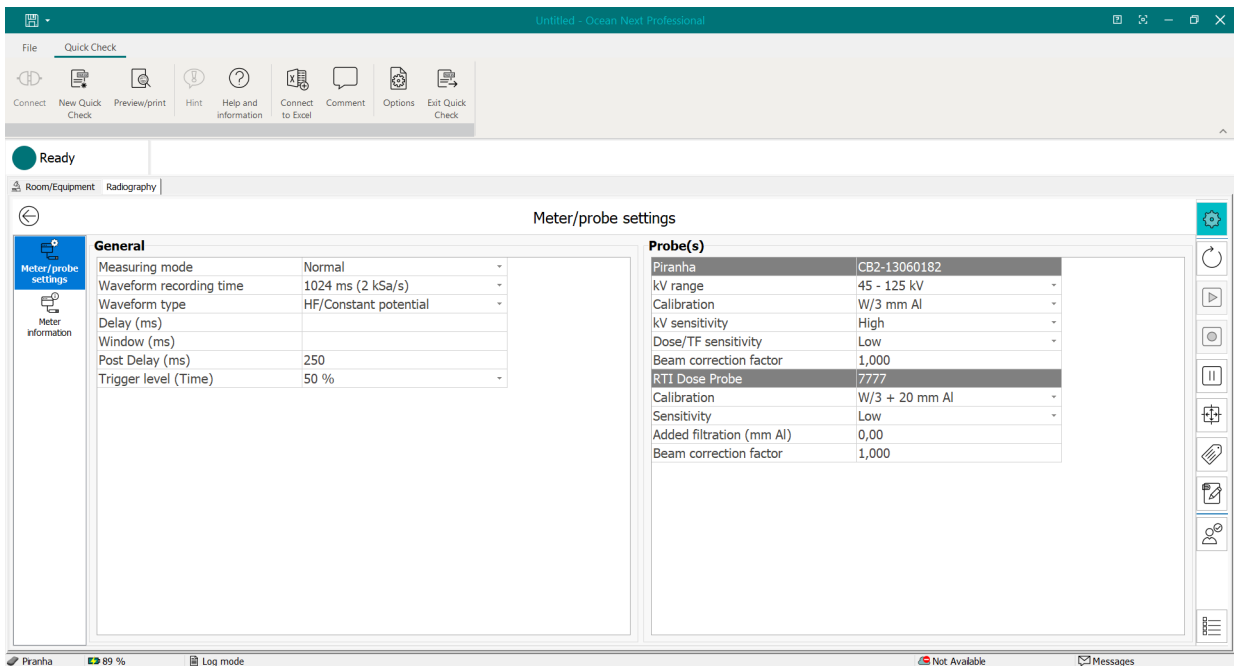 Untitled - Ocean Next Professional
File Quick Check
Connect New Quick Check Preview/print Hint Help and information Connect to Excel Comment Options Exit Quick Check
Ready
Room/Equipment Radiography
Meter/probe settings
Meter/probe settings
Meter information
General
Measuring mode Normal
Waveform recording time 1024 ms (2 kSa/s)
Waveform type HF/Constant potential
Delay (ms)
Window (ms)
Post Delay (ms) 250
Trigger level (Time) 50 %
Probe(s)
Piranha CB2-13060182
kV range 45 - 125 kV
Calibration W/3 mm Al
kV sensitivity High
Dose/TF sensitivity Low
Beam correction factor 1,000
RTI Dose Probe 7777
Calibration W/3 + 20 mm Al
Sensitivity Low
Added filtration (mm Al) 0,00
Beam correction factor 1,000
Piranha 89 % Log mode Not Available Messages